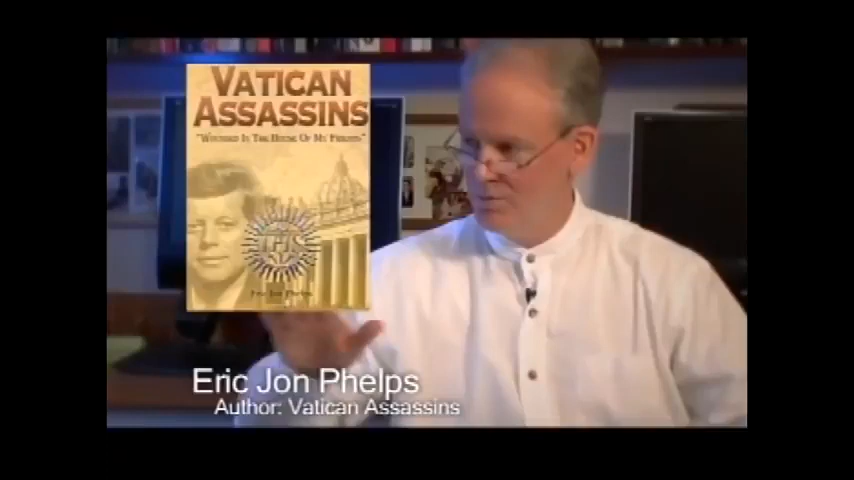 VATICAN
ASSASSINS
"WOUNDED IN THE HOUSE OF MY FRIENDS"
IHS
Eric Jon Phelps
Eric Jon Phelps
Author: Vatican Assassins